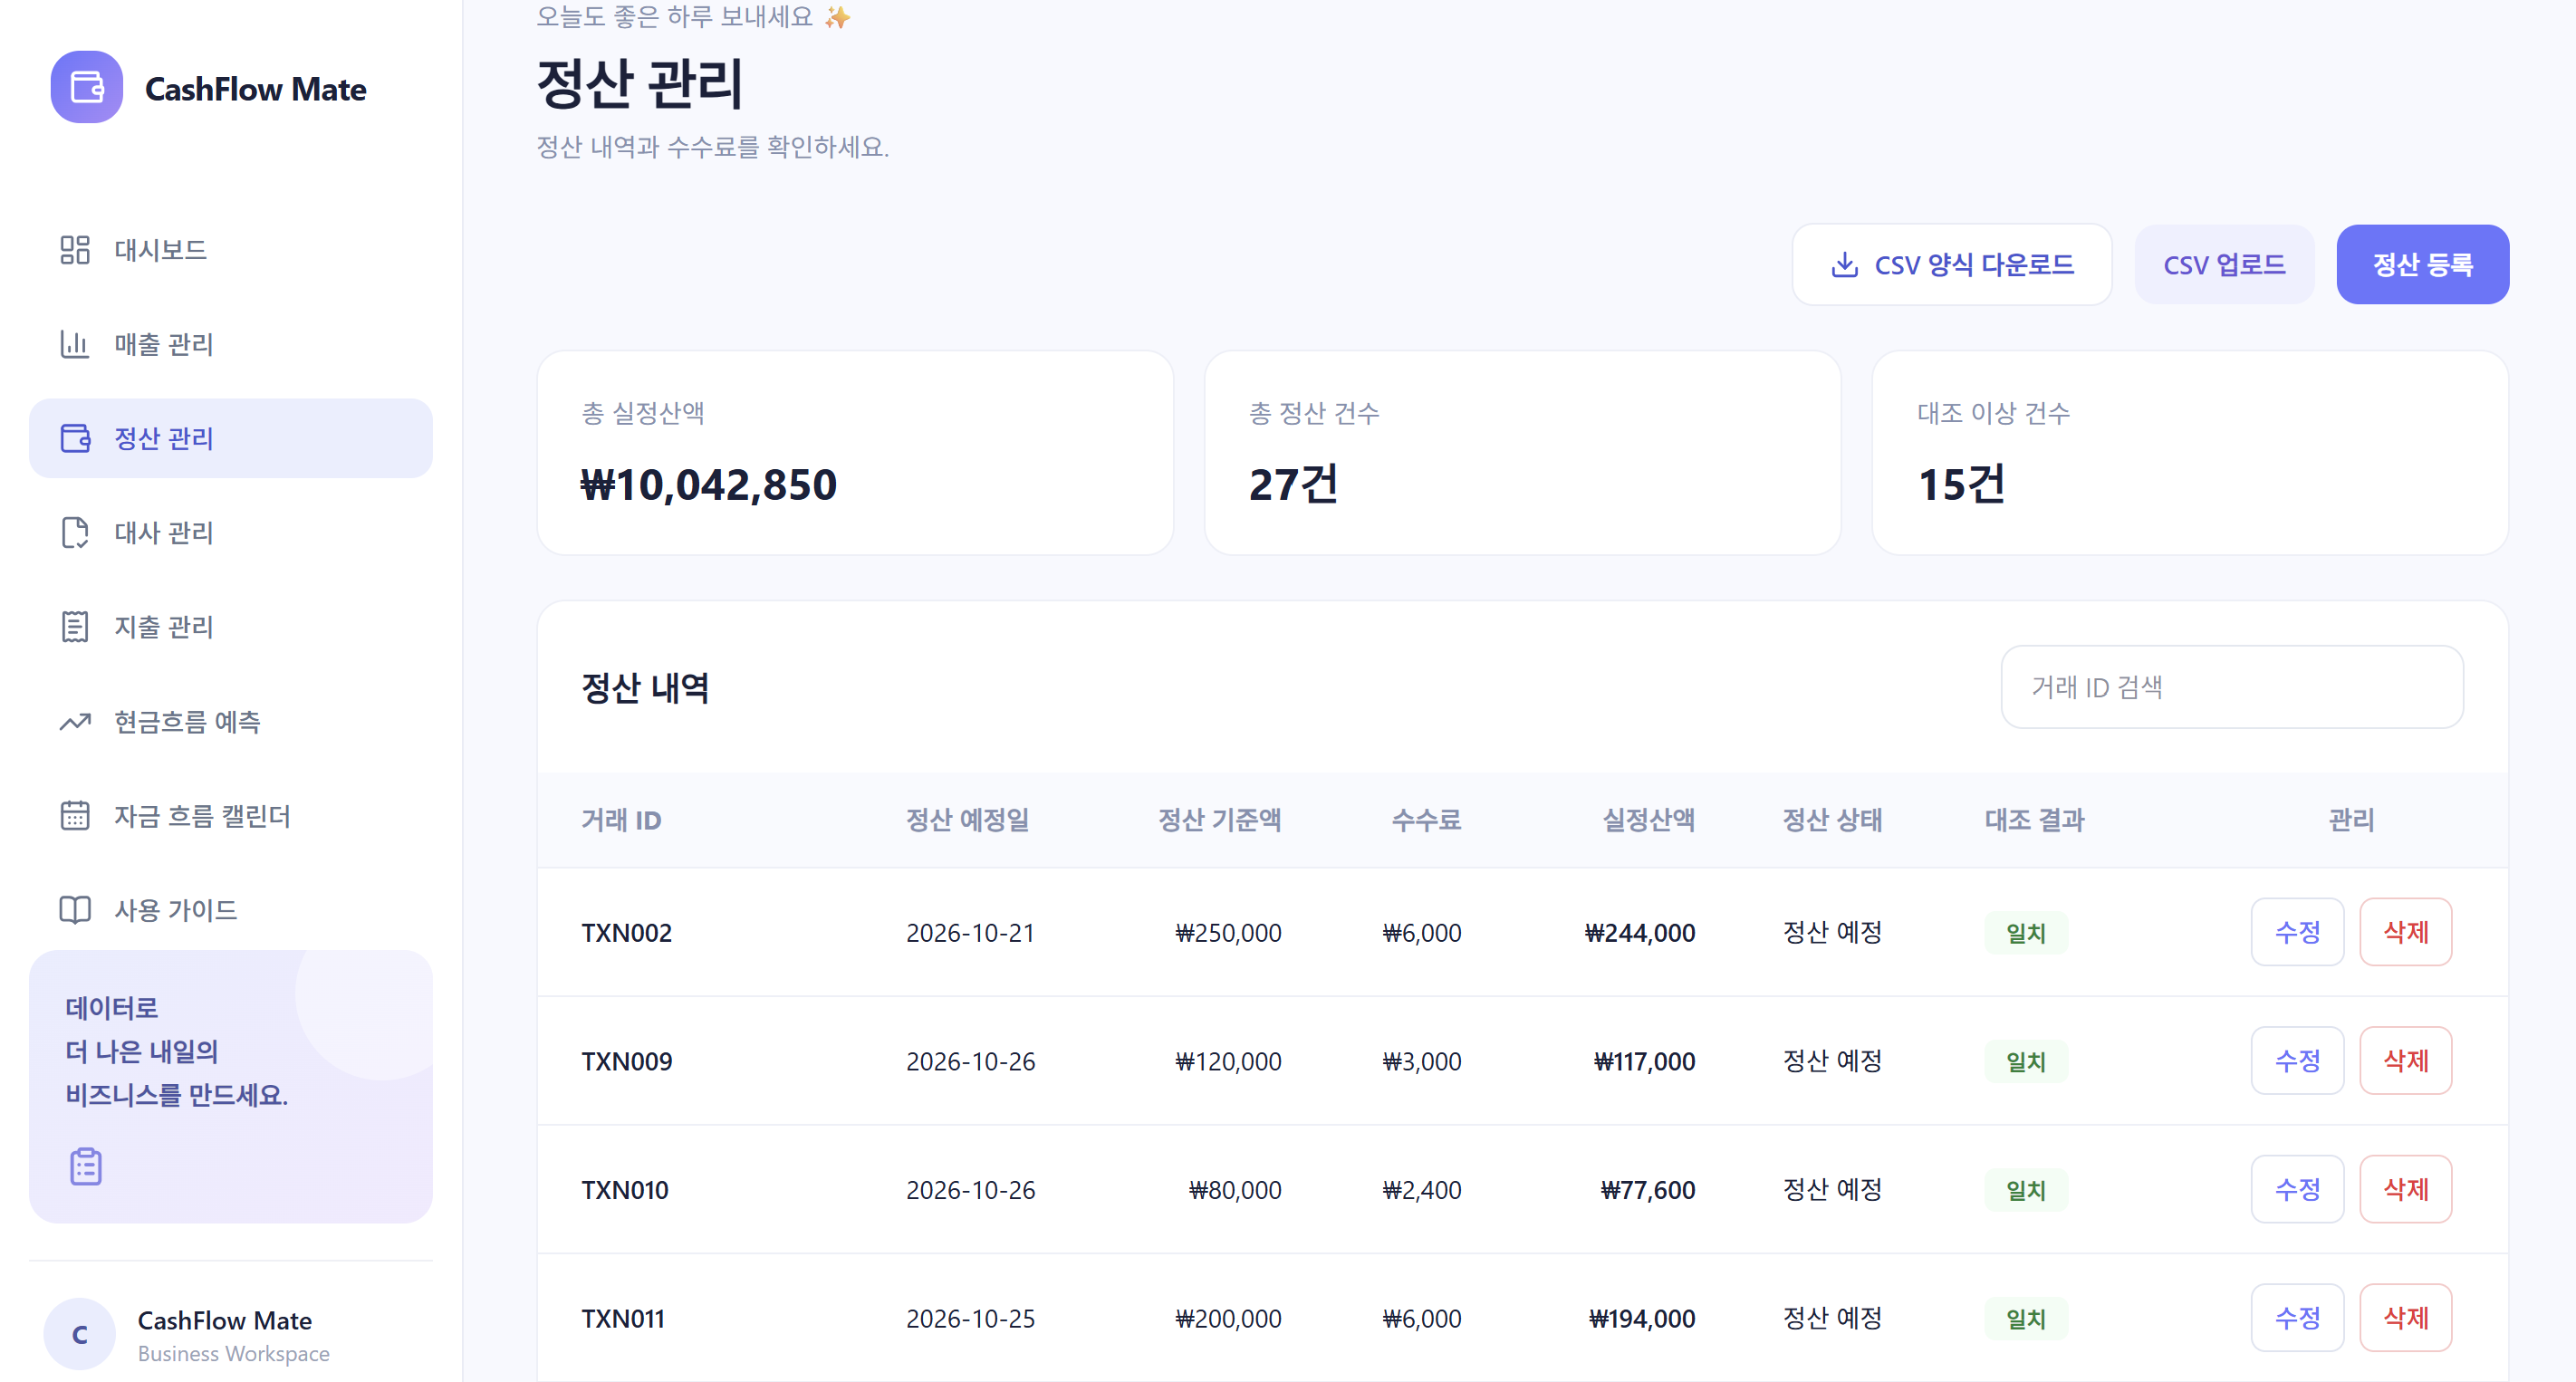 CashFlow Mate
대시보드
매출 관리
정산 관리
대사 관리
지출 관리
현금흐름 예측
자금 흐름 캘린더
사용 가이드
데이터로
더 나은 내일의
비즈니스를 만드세요.
C
CashFlow Mate
Business Workspace
오늘도 좋은 하루 보내세요 ✨
정산 관리
정산 내역과 수수료를 확인하세요.
CSV 양식 다운로드
CSV 업로드
정산 등록
총 실정산액
₩10,042,850
총 정산 건수
27건
대조 이상 건수
15건
정산 내역
거래 ID 검색
거래 ID 정산 예정일 정산 기준액 수수료 실정산액 정산 상태 대조 결과 관리
TXN002 2026-10-21 ₩250,000 ₩6,000 ₩244,000 정산 예정 일치 수정 삭제
TXN009 2026-10-26 ₩120,000 ₩3,000 ₩117,000 정산 예정 일치 수정 삭제
TXN010 2026-10-26 ₩80,000 ₩2,400 ₩77,600 정산 예정 일치 수정 삭제
TXN011 2026-10-25 ₩200,000 ₩6,000 ₩194,000 정산 예정 일치 수정 삭제